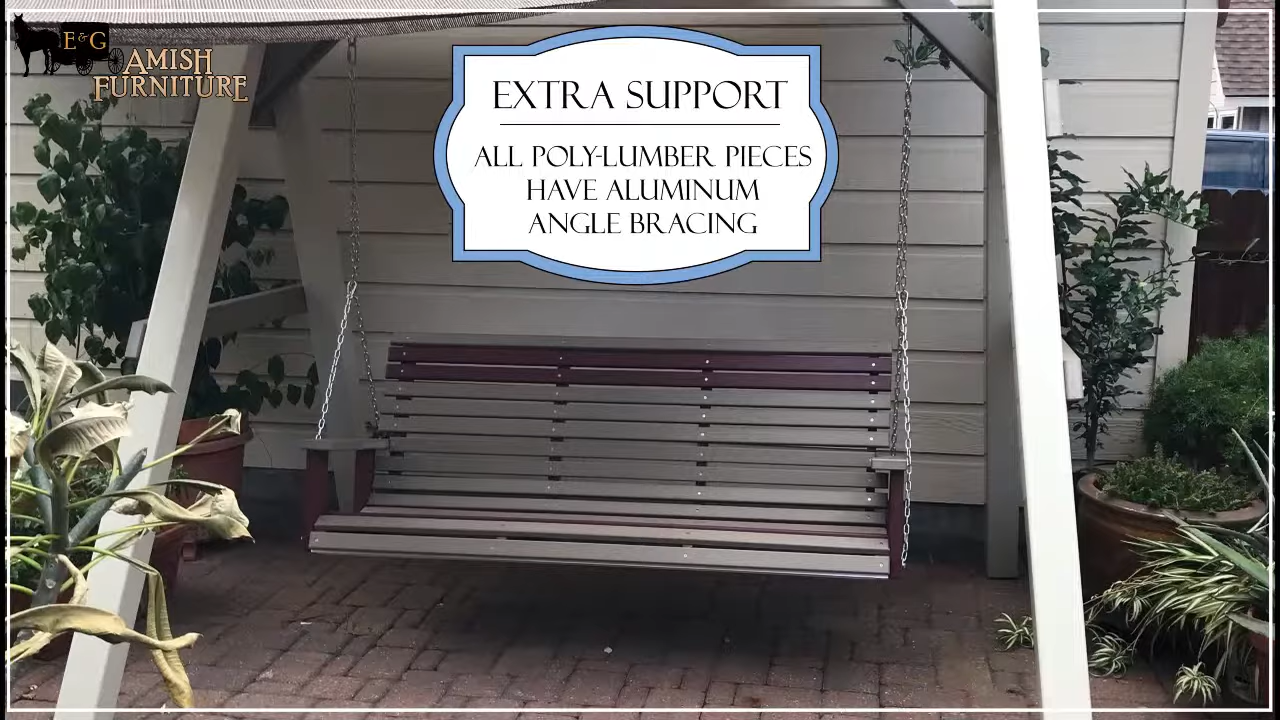 E&G
AMISH
FURNITURE
EXTRA SUPPORT
ALL POLY-LUMBER PIECES
HAVE ALUMINUM
ANGLE BRACING